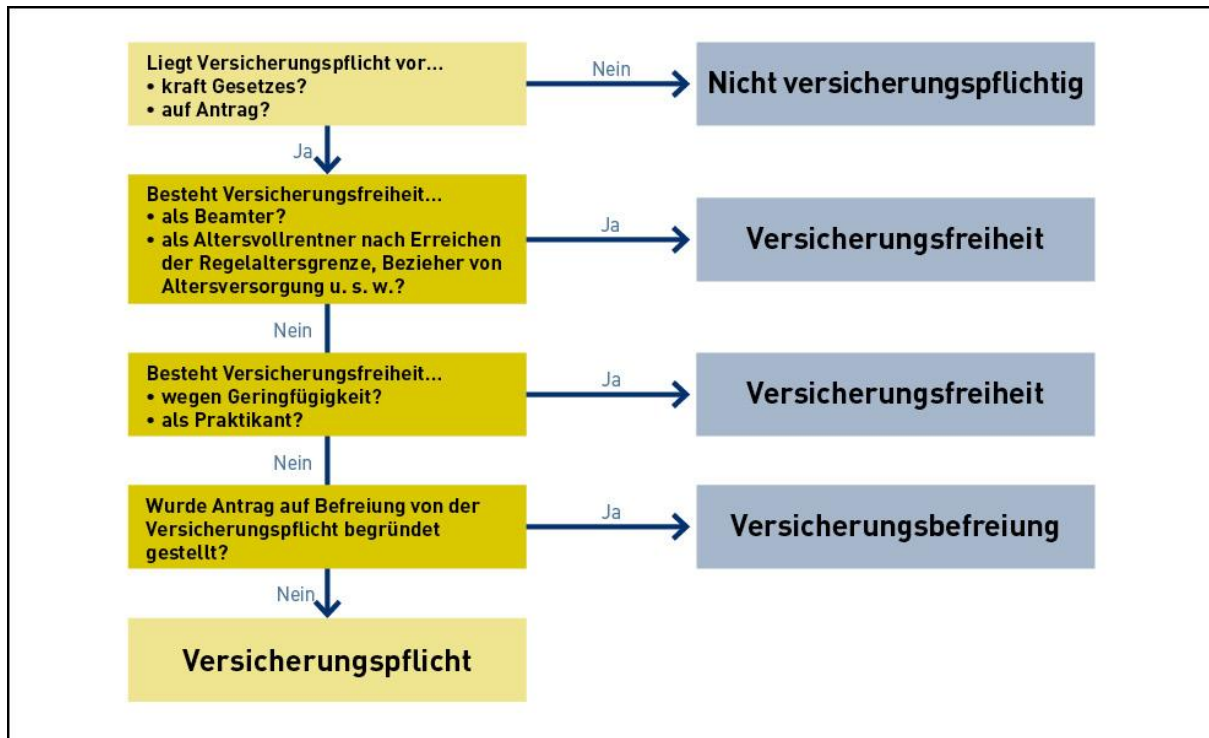 Liegt Versicherungspflicht vor...
• kraft Gesetzes?
• auf Antrag?
Nein
Nicht versicherungspflichtig
Ja
Besteht Versicherungsfreiheit...
• als Beamter?
• als Altersvollrentner nach Erreichen
der Regelaltersgrenze, Bezieher von
Altersversorgung u. s. w.?
Ja
Versicherungsfreiheit
Nein
Besteht Versicherungsfreiheit...
• wegen Geringfügigkeit?
• als Praktikant?
Ja
Versicherungsfreiheit
Nein
Wurde Antrag auf Befreiung von der
Versicherungspflicht begründet
gestellt?
Ja
Versicherungsbefreiung
Nein
Versicherungspflicht